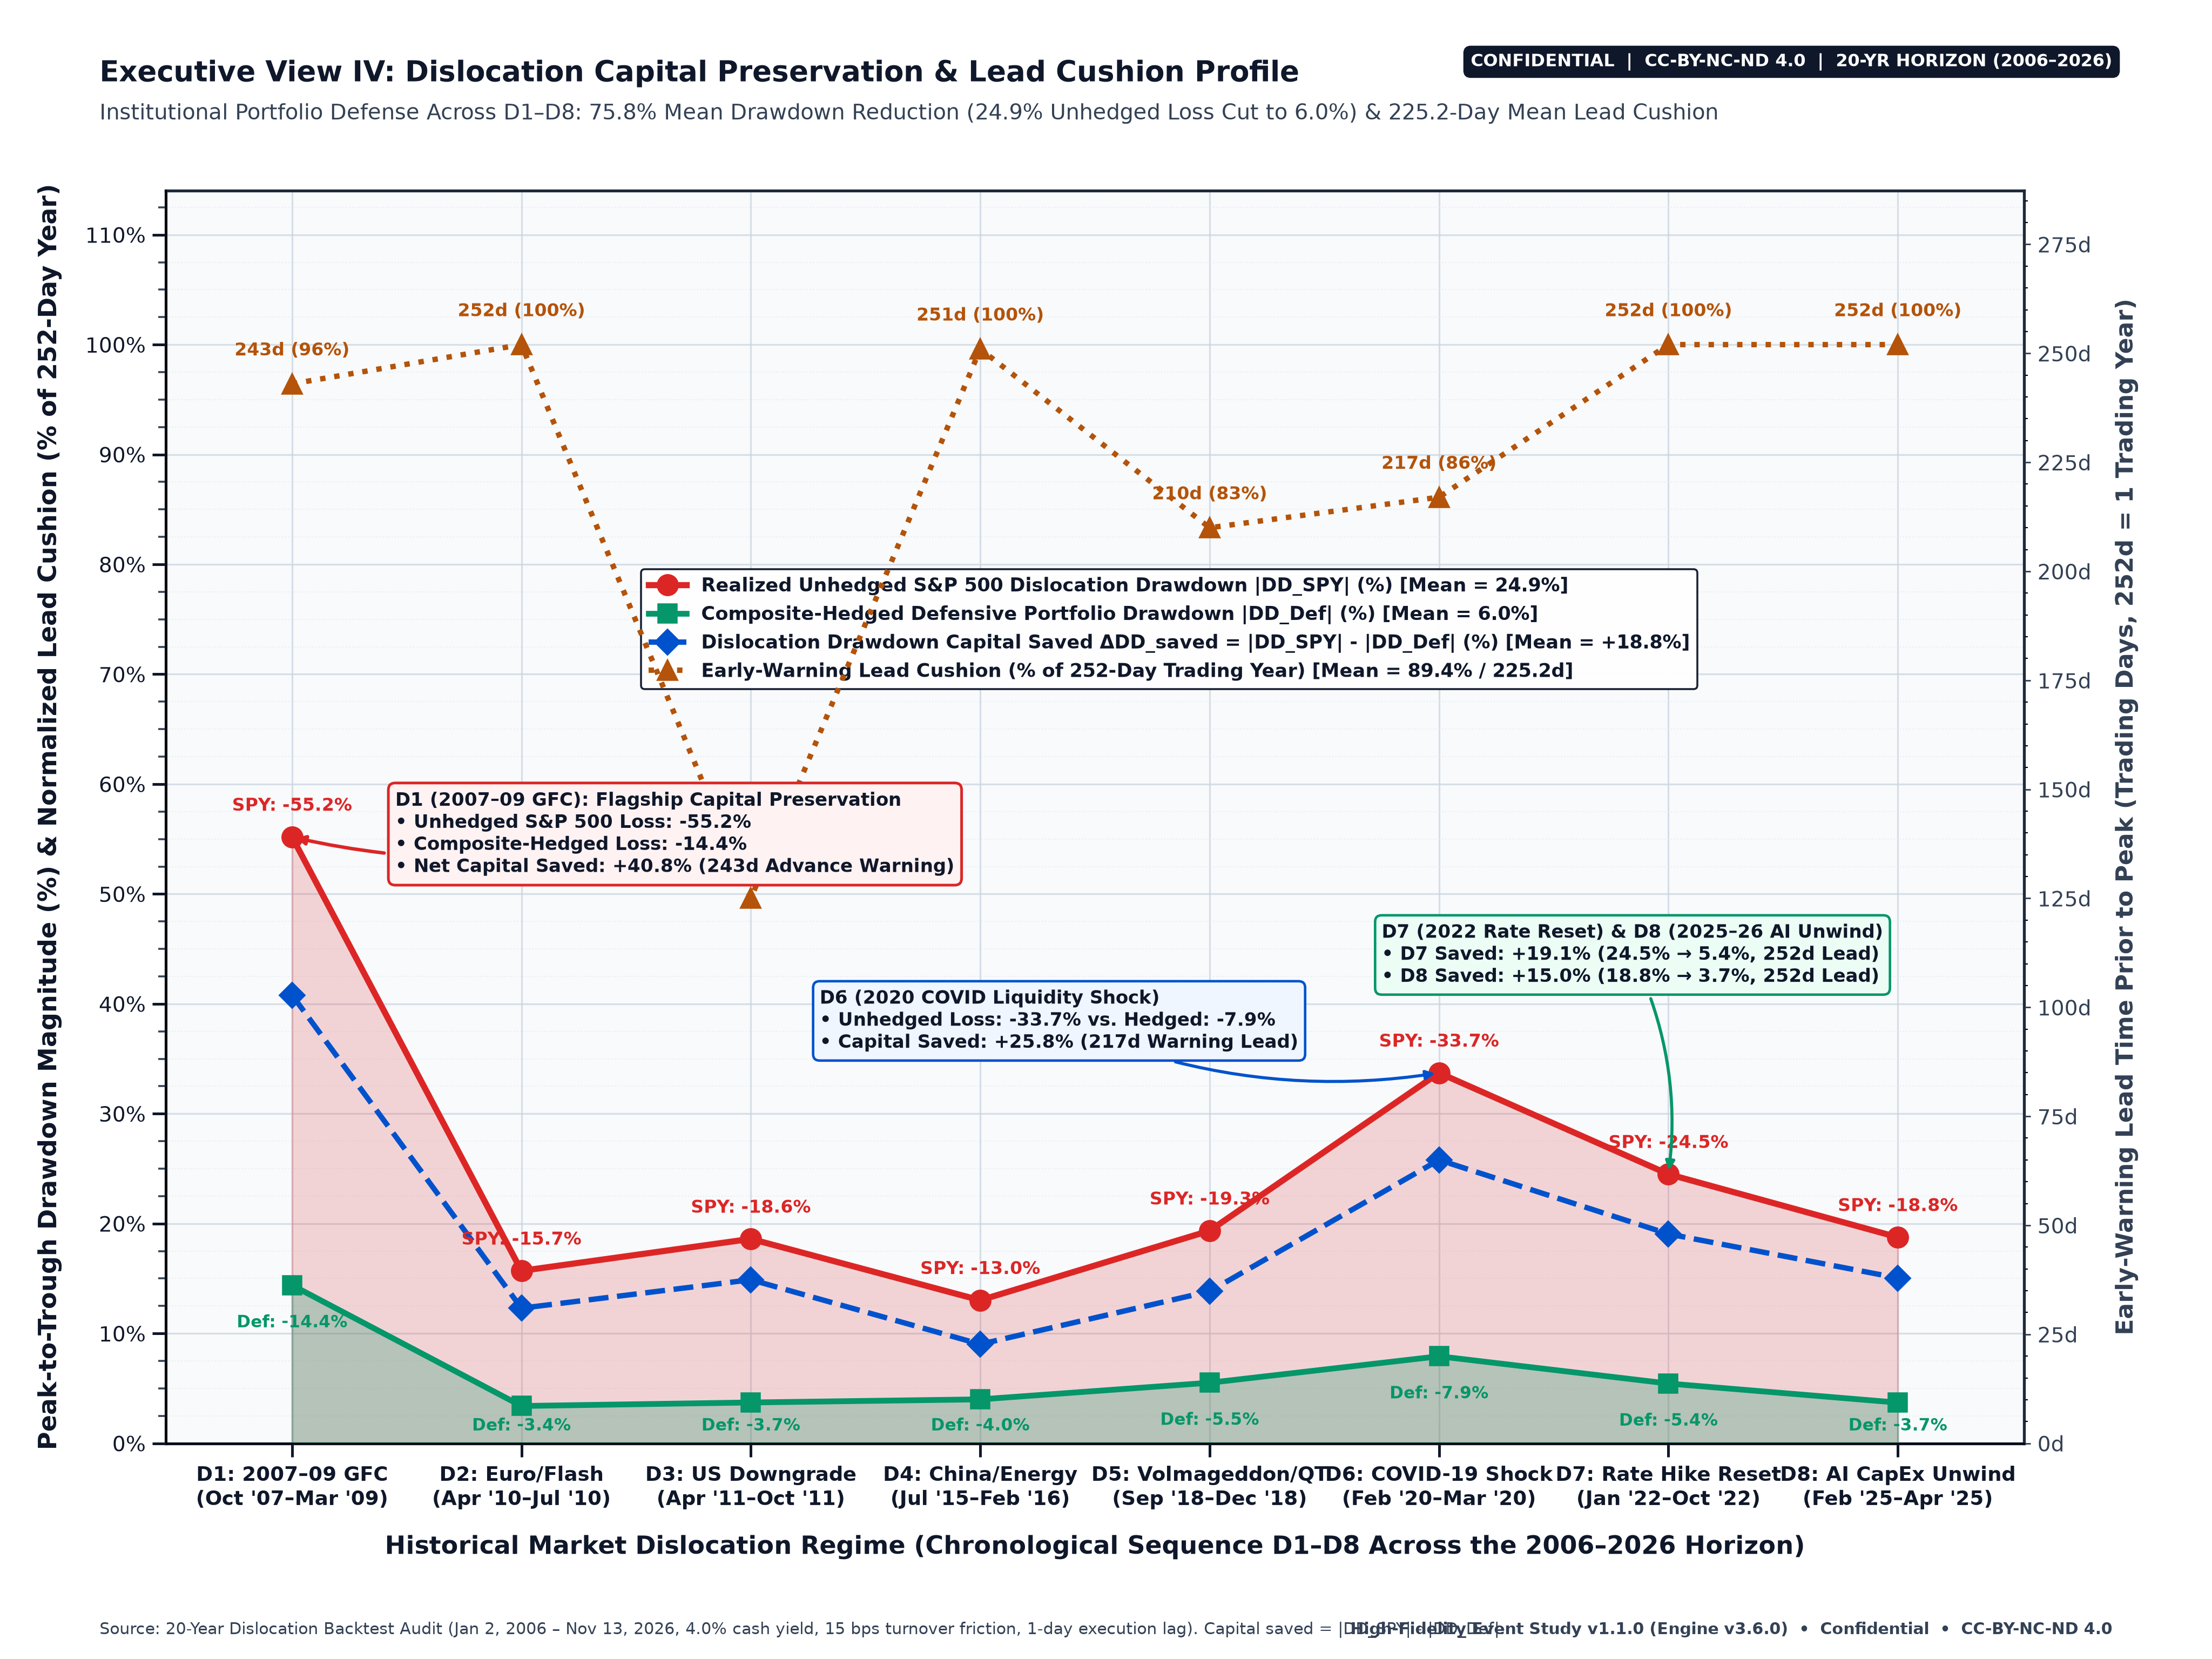 Executive View IV: Dislocation Capital Preservation & Lead Cushion Profile
CONFIDENTIAL | CC-BY-NC-ND 4.0 | 20-YR HORIZON (2006–2026)
Institutional Portfolio Defense Across D1–D8: 75.8% Mean Drawdown Reduction (24.9% Unhedged Loss Cut to 6.0%) & 225.2-Day Mean Lead Cushion
Peak-to-Trough Drawdown Magnitude (%) & Normalized Lead Cushion (% of 252-Day Year)
110%
100%
90%
80%
70%
60%
50%
40%
30%
20%
10%
0%
243d (96%)
252d (100%)
251d (100%)
210d (83%)
217d (86%)
252d (100%)
252d (100%)
Realized Unhedged S&P 500 Dislocation Drawdown |DD_SPY| (%) [Mean = 24.9%]
Composite-Hedged Defensive Portfolio Drawdown |DD_Def| (%) [Mean = 6.0%]
Dislocation Drawdown Capital Saved ΔDD_saved = |DD_SPY| - |DD_Def| (%) [Mean = +18.8%]
Early-Warning Lead Cushion (% of 252-Day Trading Year) [Mean = 89.4% / 225.2d]
D1 (2007–09 GFC): Flagship Capital Preservation
• Unhedged S&P 500 Loss: -55.2%
• Composite-Hedged Loss: -14.4%
• Net Capital Saved: +40.8% (243d Advance Warning)
D7 (2022 Rate Reset) & D8 (2025–26 AI Unwind)
• D7 Saved: +19.1% (24.5% → 5.4%, 252d Lead)
• D8 Saved: +15.0% (18.8% → 3.7%, 252d Lead)
D6 (2020 COVID Liquidity Shock)
• Unhedged Loss: -33.7% vs. Hedged: -7.9%
• Capital Saved: +25.8% (217d Warning Lead)
SPY: -55.2%
SPY: -15.7%
SPY: -18.6%
SPY: -13.0%
SPY: -19.3%
SPY: -33.7%
SPY: -24.5%
SPY: -18.8%
Def: -14.4%
Def: -3.4%
Def: -3.7%
Def: -4.0%
Def: -5.5%
Def: -7.9%
Def: -5.4%
Def: -3.7%
275d
250d
225d
200d
175d
150d
125d
100d
75d
50d
25d
0d
Early-Warning Lead Time Prior to Peak (Trading Days, 252d = 1 Trading Year)
D1: 2007–09 GFC
(Oct '07–Mar '09)
D2: Euro/Flash
(Apr '10–Jul '10)
D3: US Downgrade
(Apr '11–Oct '11)
D4: China/Energy
(Jul '15–Feb '16)
D5: Volmageddon/QT
(Sep '18–Dec '18)
D6: COVID-19 Shock
(Feb '20–Mar '20)
D7: Rate Hike Reset
(Jan '22–Oct '22)
D8: AI CapEx Unwind
(Feb '25–Apr '25)
Historical Market Dislocation Regime (Chronological Sequence D1–D8 Across the 2006–2026 Horizon)
Source: 20-Year Dislocation Backtest Audit (Jan 2, 2006 – Nov 13, 2026, 4.0% cash yield, 15 bps turnover friction, 1-day execution lag). Capital saved = |DD_SPY| - |DD_Def|.
High-Fidelity Event Study v1.1.0 (Engine v3.6.0) • Confidential • CC-BY-NC-ND 4.0